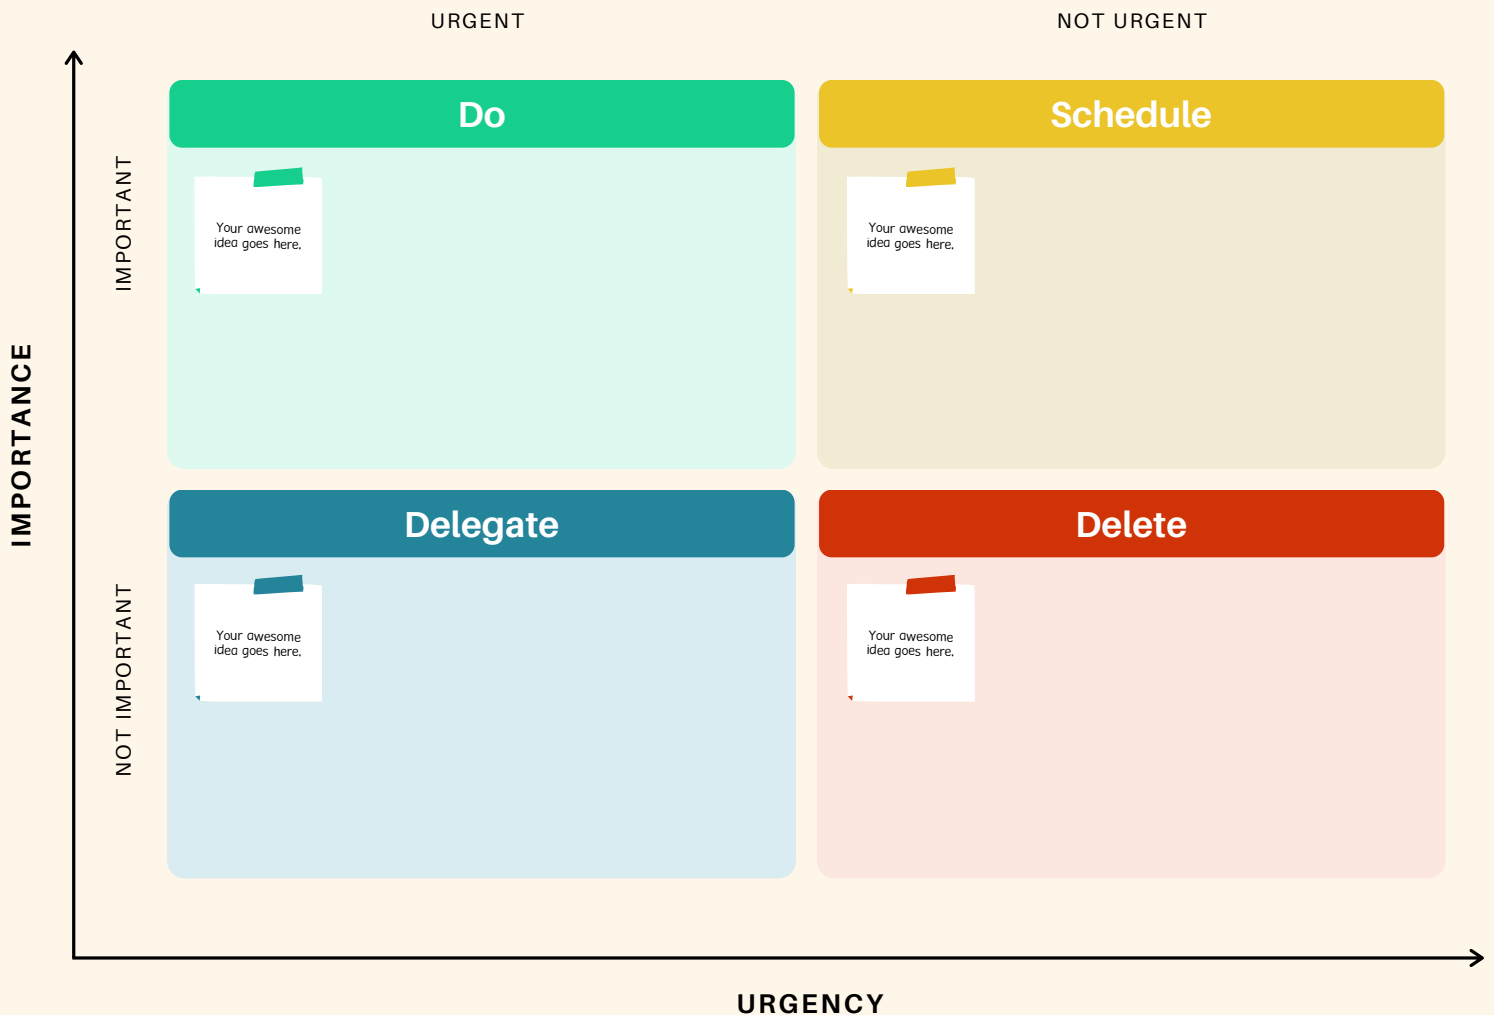 URGENT
NOT URGENT
Do
Schedule
IMPORTANT
Your awesome
idea goes here.
Your awesome
idea goes here.
IMPORTANCE
Delegate
Delete
NOT IMPORTANT
Your awesome
idea goes here.
Your awesome
idea goes here.
URGENCY